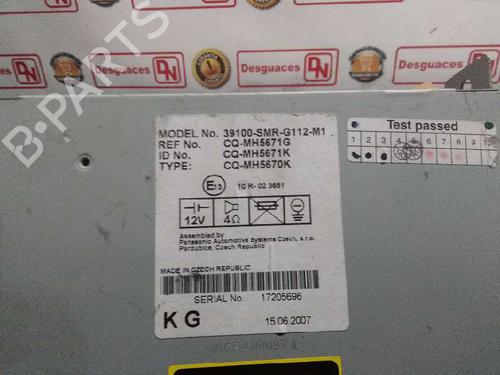 Desguaces DN
Desguaces DN
Desguaces DN
B-PARTS
MODEL No. 39100-SMR-G112-M1
REF No. CQ-MH5671G
ID No. CQ-MH5671K
TYPE: CQ-MH5670K
Test passed
1 2 3 4 5 6 7 8 9 10
E13 10 R- 02 3651
12V 4Ω
Assembled by
Panasonic Automotive Systems Czech, s.r.o.
Pardubice, Czech Republic
MADE IN CZECH REPUBLIC
SERIAL No 17205696
KG 15.06.2007